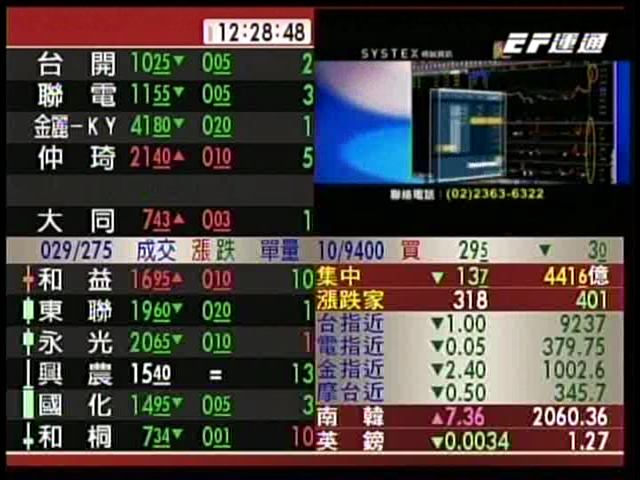 12:28:48
SYSTEX 精誠資訊
EF運通
台開 1025▼ 005 2
聯電 1155▼ 005 3
金麗-KY 4180▼ 020 1
仲琦 2140▲ 010 5
聯絡電話:(02)2363-6322
大同 743▲ 003 1
029/275 成交 漲跌 單量 10/9400 買 295 ▼ 30
和益 1695▲ 010 10
集中 ▼ 137 4416億
東聯 1960▼ 020 1
漲跌家 318 401
台指近 ▼1.00 9237
永光 2065▼ 010 1
電指近 ▼0.05 379.75
興農 1540 = 13
金指近 ▼2.40 1002.6
摩台近 ▼0.50 345.7
國化 1495▼ 005 3
南韓 ▲7.36 2060.36
和桐 734▼ 001 10
英鎊 ▼0.0034 1.27